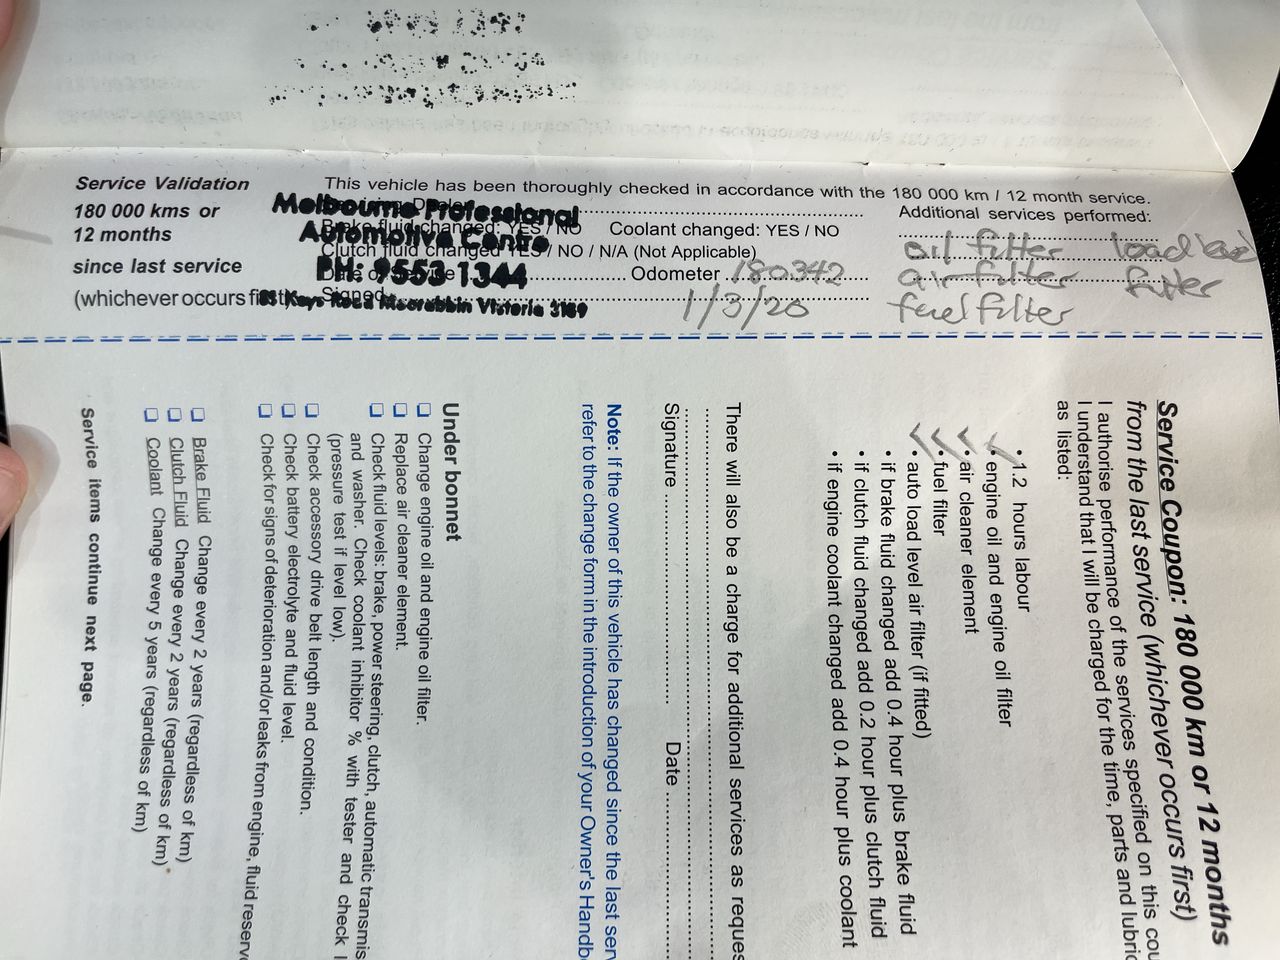 Service Validation
180 000 kms or
12 months
since last service
(whichever occurs first)
This vehicle has been thoroughly checked in accordance with the 180 000 km / 12 month service.
Brake fluid changed: YES / NO Coolant changed: YES / NO
Clutch fluid changed YES / NO / N/A (Not Applicable)
Odometer 180342
Signed
1/3/20
Melbourne Professional
Automotive Centre
PH: 9553 1344
85 Keys Road Moorabbin Victoria 3189
Additional services performed:
oil filter load level
air filter filter
fuel filter
Service Coupon: 180 000 km or 12 months
from the last service (whichever occurs first)
I authorise performance of the services specified on this cou
I understand that I will be charged for the time, parts and lubric
as listed:
• 1.2 hours labour
• engine oil and engine oil filter
• air cleaner element
• fuel filter
• auto load level air filter (if fitted)
• if brake fluid changed add 0.4 hour plus brake fluid
• if clutch fluid changed add 0.2 hour plus clutch fluid
• if engine coolant changed add 0.4 hour plus coolant
There will also be a charge for additional services as reques
Signature Date
Note: If the owner of this vehicle has changed since the last serv
refer to the change form in the introduction of your Owner's Handb
Under bonnet
❏ Change engine oil and engine oil filter.
❏ Replace air cleaner element.
❏ Check fluid levels: brake, power steering, clutch, automatic transmis
and washer. Check coolant inhibitor % with tester and check l
(pressure test if level low).
❏ Check accessory drive belt length and condition.
❏ Check battery electrolyte and fluid level.
❏ Check for signs of deterioration and/or leaks from engine, fluid reserv
❏ Brake Fluid Change every 2 years (regardless of km)
❏ Clutch Fluid Change every 2 years (regardless of km)
❏ Coolant Change every 5 years (regardless of km)
Service items continue next page.